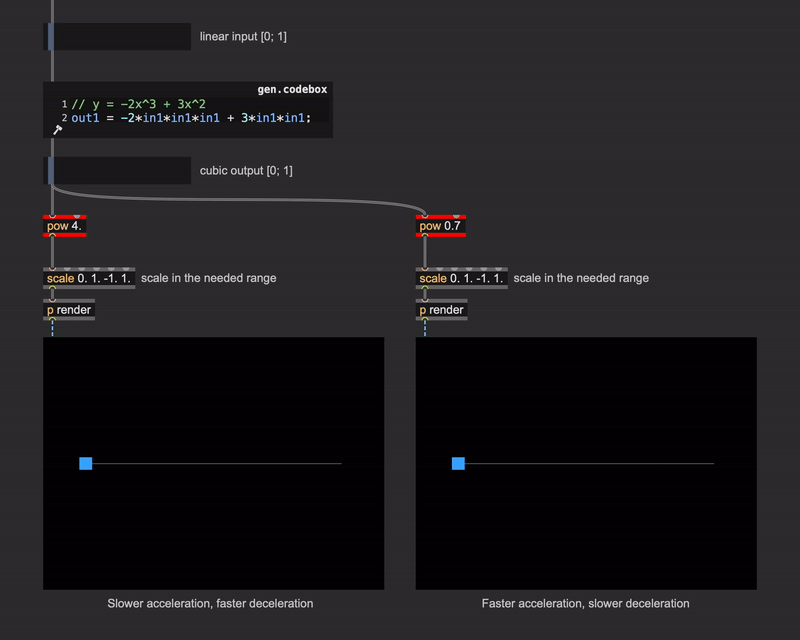 linear input [0; 1]
gen.codebox
1 // y = -2x^3 + 3x^2
2 out1 = -2*in1*in1*in1 + 3*in1*in1;
cubic output [0; 1]
pow 4.
pow 0.7
scale 0. 1. -1. 1.
scale in the needed range
scale 0. 1. -1. 1.
scale in the needed range
p render
p render
Slower acceleration, faster deceleration
Faster acceleration, slower deceleration